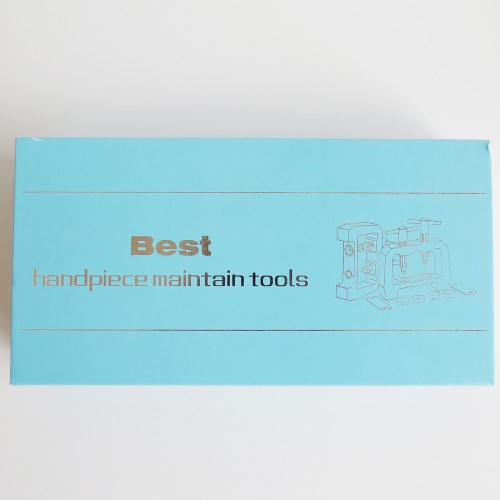 Best
handpiece maintain tools